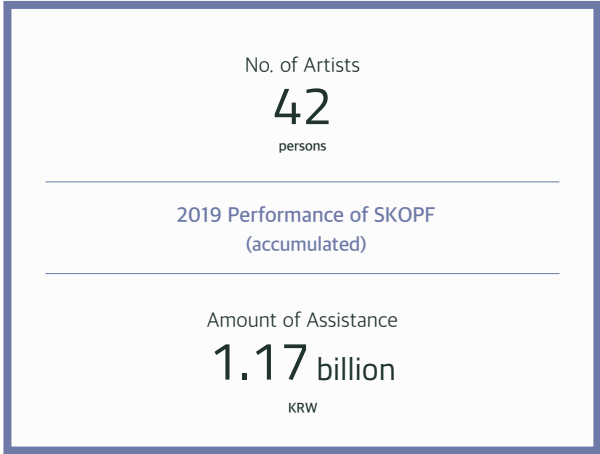 No. of Artists
42
persons
2019 Performance of SKOPF
(accumulated)
Amount of Assistance
1.17 billion
KRW